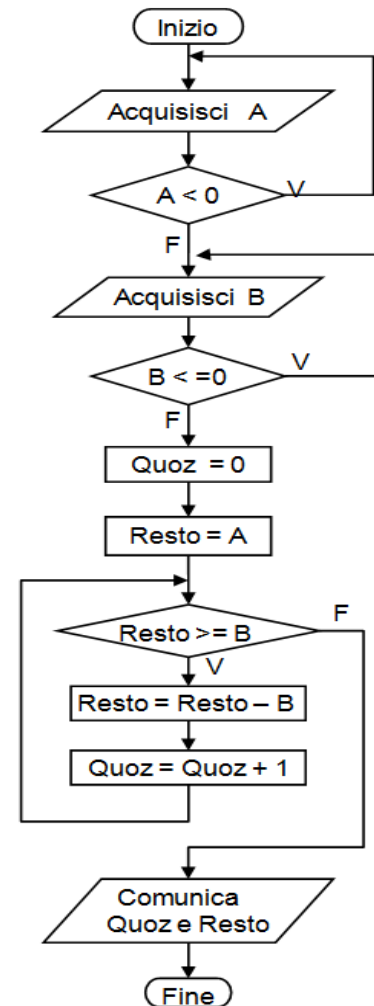 Inizio
Acquisisci A
A < 0
V
F
Acquisisci B
B < =0
V
F
Quoz = 0
Resto = A
Resto >= B
F
V
Resto = Resto – B
Quoz = Quoz + 1
Comunica
Quoz e Resto
Fine